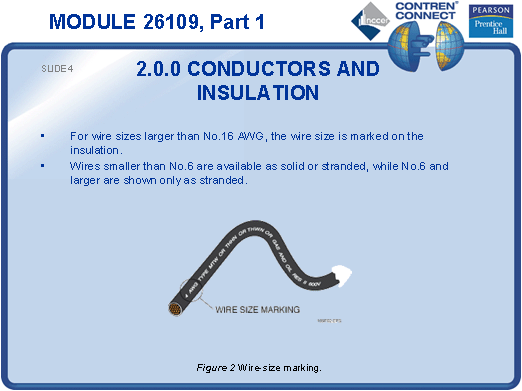 MODULE 26109, Part 1
nccer
CONTREN®
CONNECT
PEARSON
Prentice
Hall
SLIDE 4
2.0.0 CONDUCTORS AND
INSULATION
• For wire sizes larger than No.16 AWG, the wire size is marked on the
insulation.
• Wires smaller than No.6 are available as solid or stranded, while No.6 and
larger are shown only as stranded.
4 AWG TYPE MTW OR THHN OR THWN OR GAS AND OIL RES II 600V
WIRE SIZE MARKING
Figure 2 Wire-size marking.